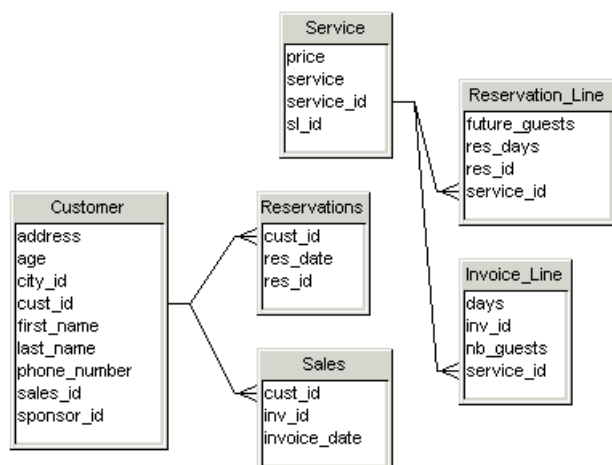 Service
price
service
service_id
sl_id
Reservation_Line
future_guests
res_days
res_id
service_id
Customer
address
age
city_id
cust_id
first_name
last_name
phone_number
sales_id
sponsor_id
Reservations
cust_id
res_date
res_id
Invoice_Line
days
inv_id
nb_guests
service_id
Sales
cust_id
inv_id
invoice_date